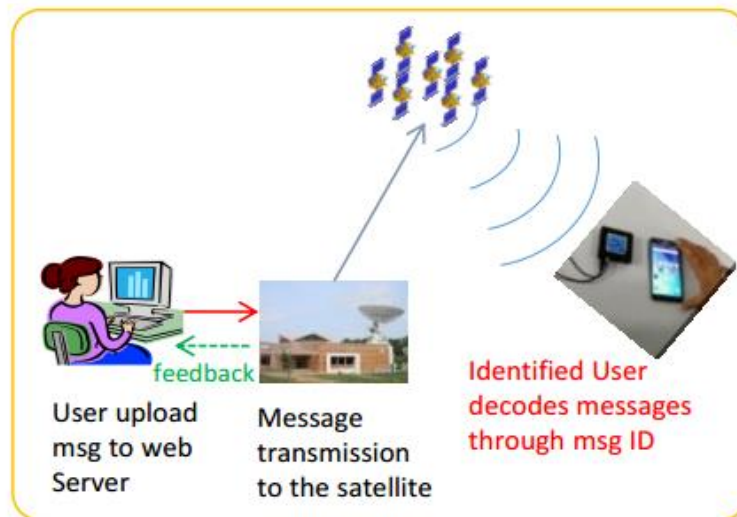 feedback
User upload
msg to web
Server
Message
transmission
to the satellite
Identified User
decodes messages
through msg ID